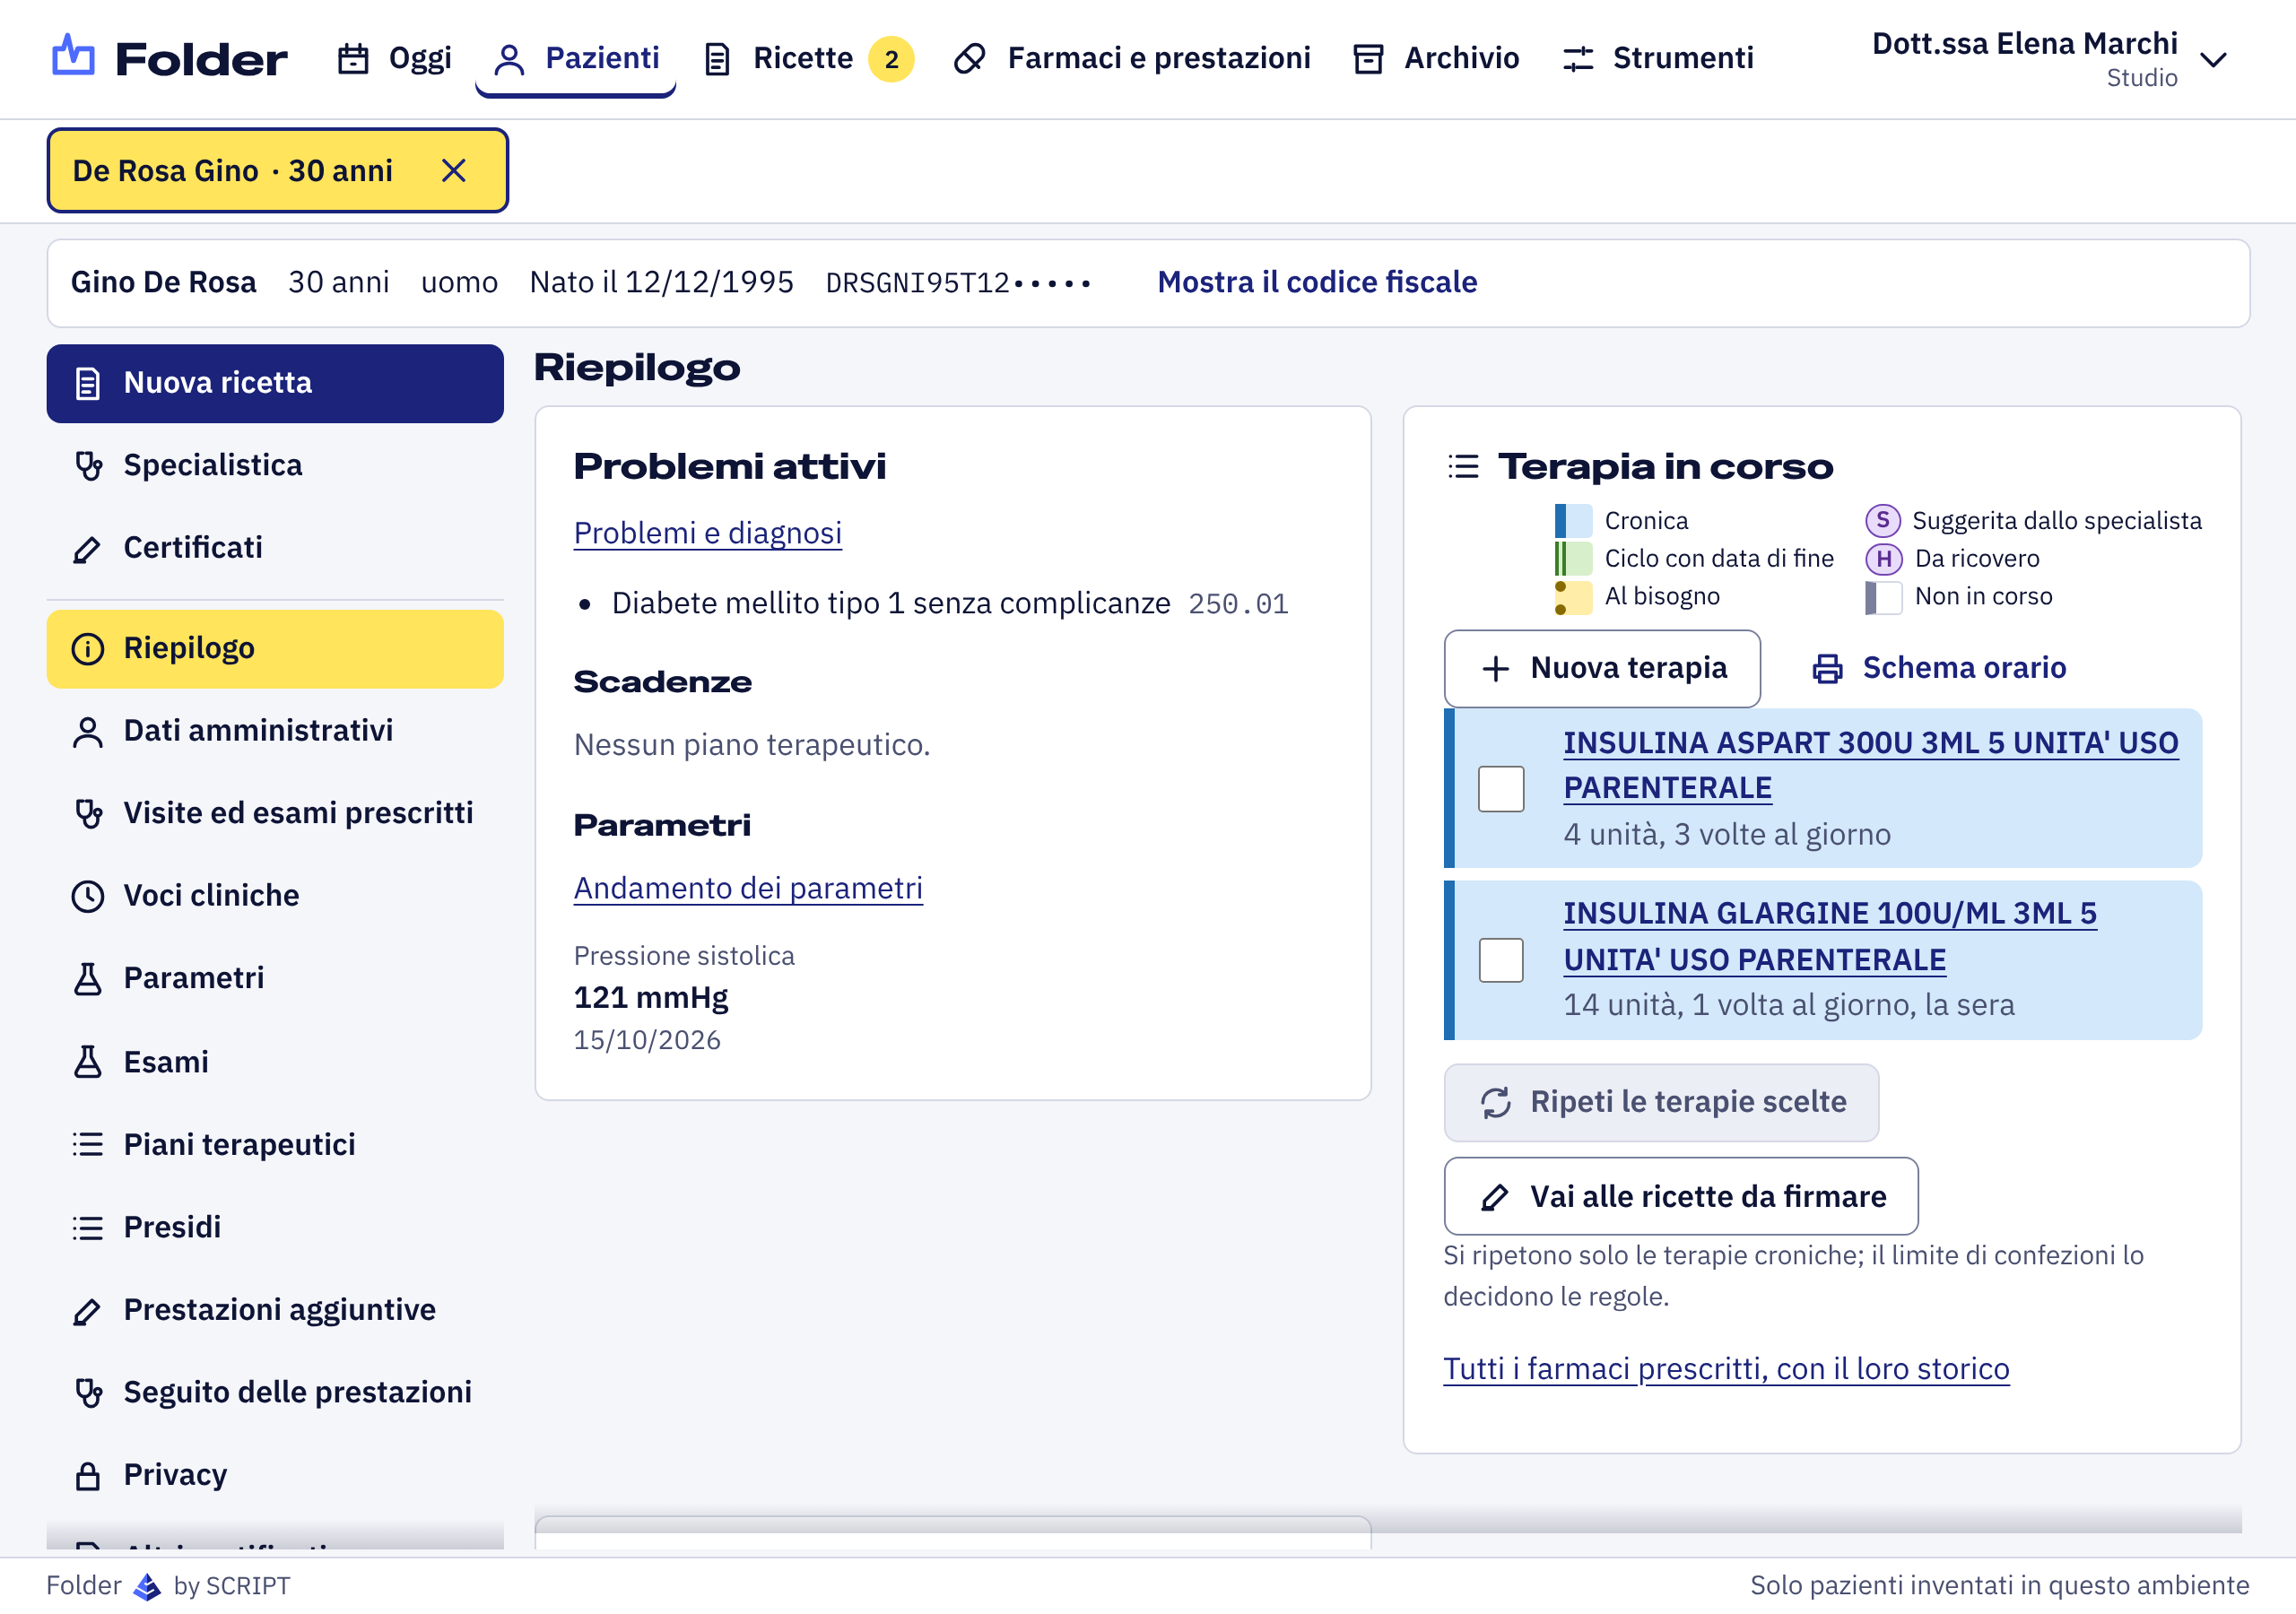 Folder
Oggi
Pazienti
Ricette 2
Farmaci e prestazioni
Archivio
Strumenti
Dott.ssa Elena Marchi
Studio
De Rosa Gino · 30 anni
Gino De Rosa 30 anni uomo Nato il 12/12/1995 DRSGNI95T12••••• Mostra il codice fiscale
Nuova ricetta
Specialistica
Certificati
Riepilogo
Dati amministrativi
Visite ed esami prescritti
Voci cliniche
Parametri
Esami
Piani terapeutici
Presidi
Prestazioni aggiuntive
Seguito delle prestazioni
Privacy
Riepilogo
Problemi attivi
Problemi e diagnosi
• Diabete mellito tipo 1 senza complicanze 250.01
Scadenze
Nessun piano terapeutico.
Parametri
Andamento dei parametri
Pressione sistolica
121 mmHg
15/10/2026
Terapia in corso
Cronica
Ciclo con data di fine
Al bisogno
S Suggerita dallo specialista
H Da ricovero
Non in corso
Nuova terapia
Schema orario
INSULINA ASPART 300U 3ML 5 UNITA' USO
PARENTERALE
4 unità, 3 volte al giorno
INSULINA GLARGINE 100U/ML 3ML 5
UNITA' USO PARENTERALE
14 unità, 1 volta al giorno, la sera
Ripeti le terapie scelte
Vai alle ricette da firmare
Si ripetono solo le terapie croniche; il limite di confezioni lo
decidono le regole.
Tutti i farmaci prescritti, con il loro storico
Folder by SCRIPT
Solo pazienti inventati in questo ambiente